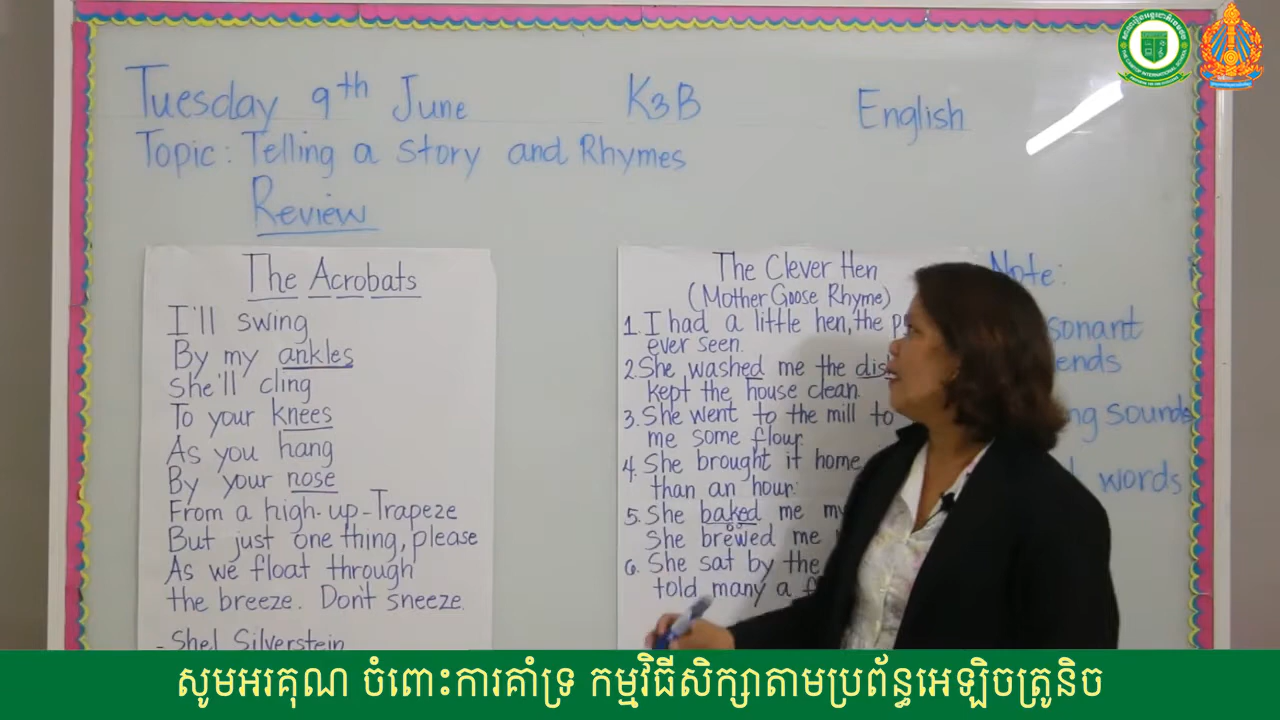 Tuesday 9th June K3B English
Topic: Telling a story and Rhymes
Review
The Acrobats
I'll swing
By my ankles
She'll cling
To your knees
As you hang
By your nose
From a high-up-Trapeze
But just one thing, please
As we float through
the breeze. Don't sneeze.
- Shel Silverstein
The Clever Hen
(Mother Goose Rhyme)
1. I had a little hen, the
ever seen.
2. She washed me the
kept the house clean.
3. She went to the mill to
me some flour.
4. She brought it home
than an hour.
5. She baked me
She brewed me
6. She sat by the
told many a
Note:
sounds
words
សូមអរគុណ ចំពោះការគាំទ្រ កម្មវិធីសិក្សាតាមប្រព័ន្ធអេឡិចត្រូនិច